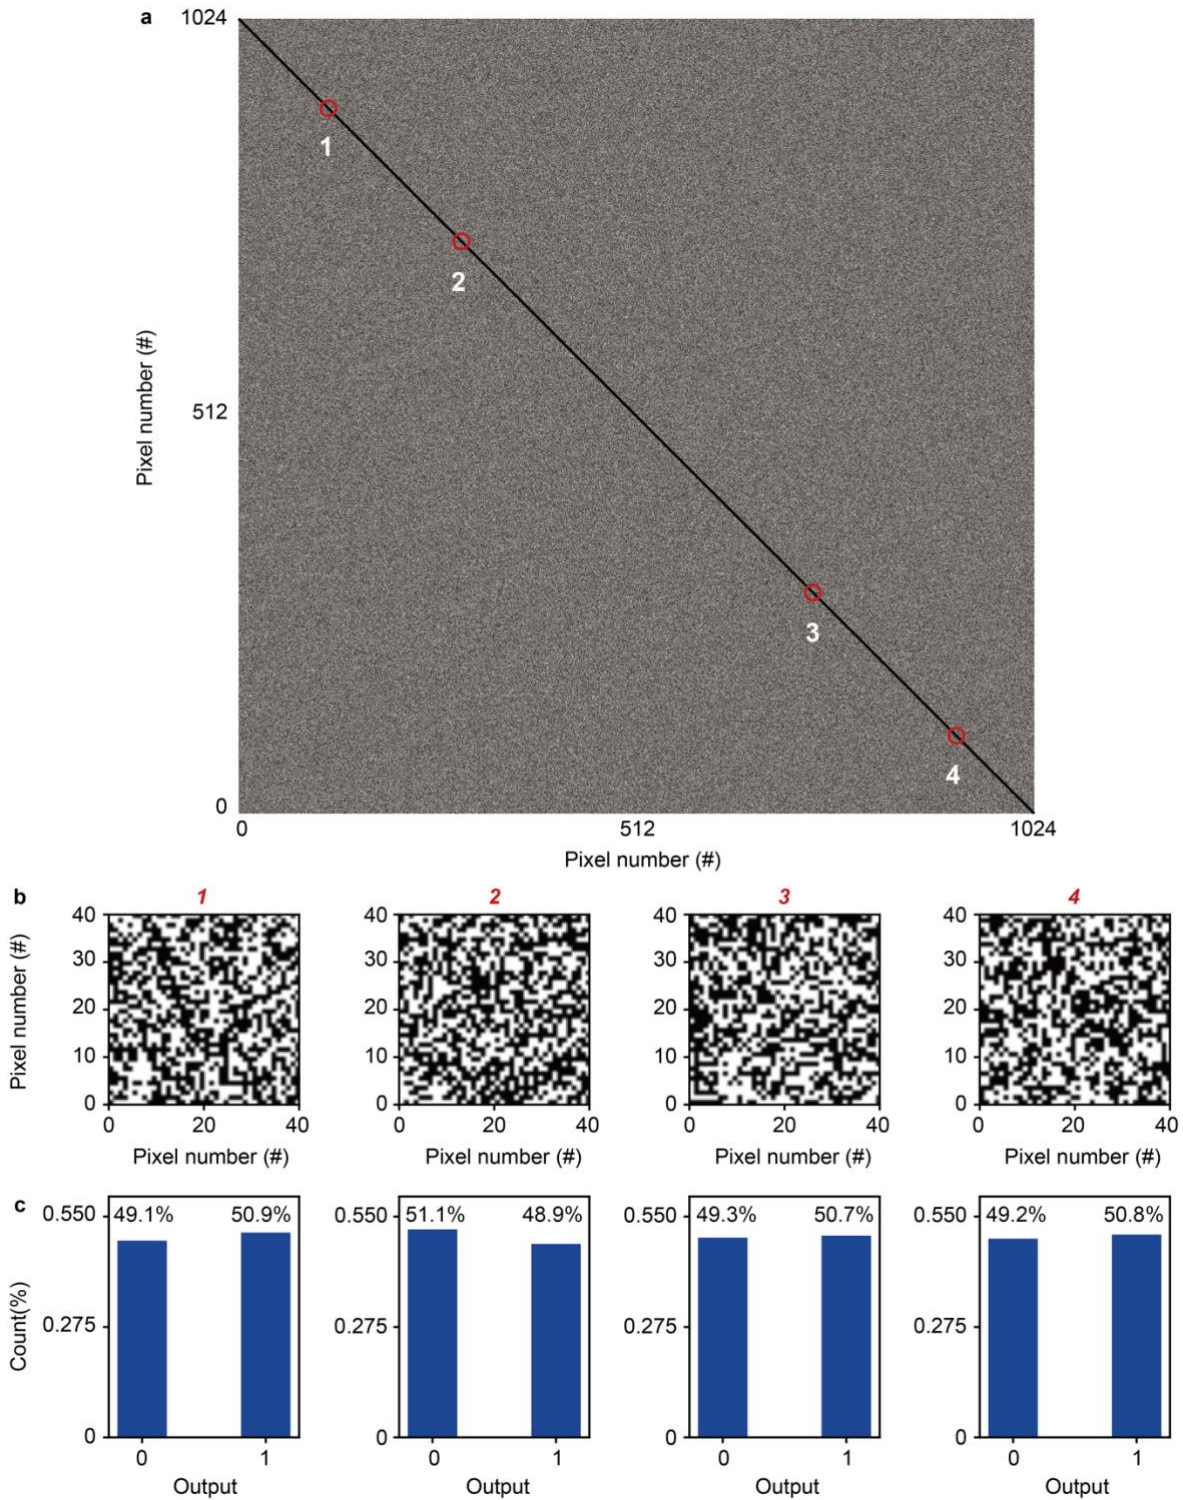 a
1024
1
2
Pixel number (#)
512
3
4
0
0 512 1024
Pixel number (#)
b 1 2 3 4
Pixel number (#)
40 40 40 40
30 30 30 30
20 20 20 20
10 10 10 10
0 0 0 0
0 20 40 0 20 40 0 20 40 0 20 40
Pixel number (#) Pixel number (#) Pixel number (#) Pixel number (#)
c
Count(%)
0.550 49.1% 50.9% 0.550 51.1% 48.9% 0.550 49.3% 50.7% 0.550 49.2% 50.8%
0.275 0.275 0.275 0.275
0 0 0 0
0 1 0 1 0 1 0 1
Output Output Output Output